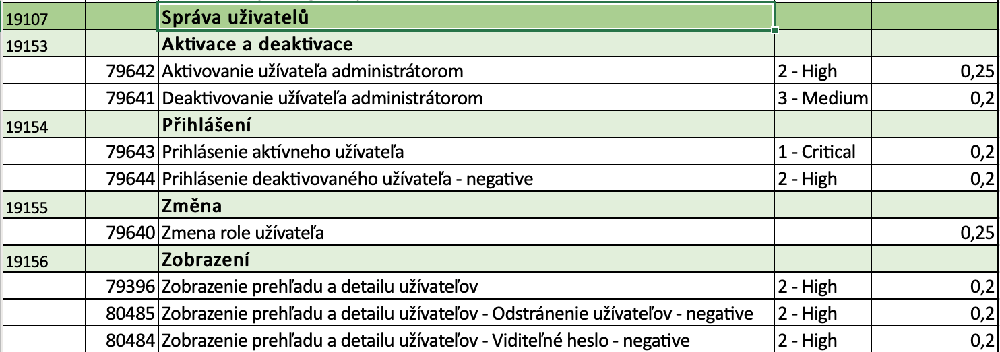 19107 Správa uživatelů
19153 Aktivace a deaktivace
79642 Aktivovanie užívateľa administrátorom 2 - High 0,25
79641 Deaktivovanie užívateľa administrátorom 3 - Medium 0,2
19154 Přihlášení
79643 Prihlásenie aktívneho užívateľa 1 - Critical 0,2
79644 Prihlásenie deaktivovaného užívateľa - negative 2 - High 0,2
19155 Změna
79640 Zmena role užívateľa 0,25
19156 Zobrazení
79396 Zobrazenie prehľadu a detailu užívateľov 2 - High 0,2
80485 Zobrazenie prehľadu a detailu užívateľov - Odstránenie užívateľov - negative 2 - High 0,2
80484 Zobrazenie prehľadu a detailu užívateľov - Viditeľné heslo - negative 2 - High 0,2